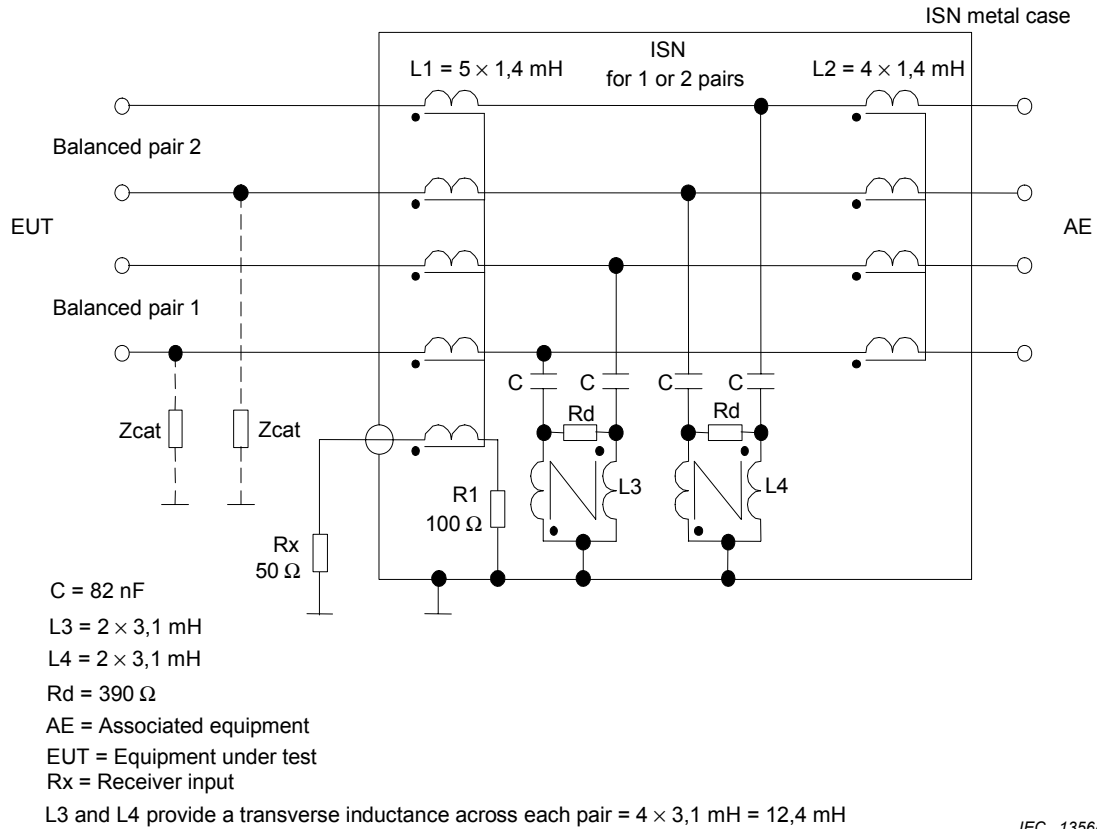 ISN metal case
ISN
for 1 or 2 pairs
L1 = 5 × 1,4 mH
L2 = 4 × 1,4 mH
Balanced pair 2
EUT
AE
Balanced pair 1
C
C
C
C
Rd
Rd
Zcat
Zcat
L3
L4
R1
100 Ω
Rx
50 Ω
C = 82 nF
L3 = 2 × 3,1 mH
L4 = 2 × 3,1 mH
Rd = 390 Ω
AE = Associated equipment
EUT = Equipment under test
Rx = Receiver input
L3 and L4 provide a transverse inductance across each pair = 4 × 3,1 mH = 12,4 mH
IEC